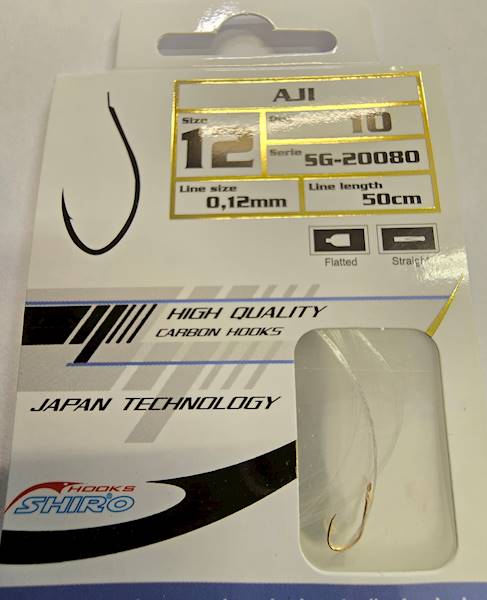 AJI
Size
12
10
Serie
SG-20080
Line size
0,12mm
Line length
50cm
Flatted
Straight
HIGH QUALITY
CARBON HOOKS
JAPAN TECHNOLOGY
HOOKS
SHIRO